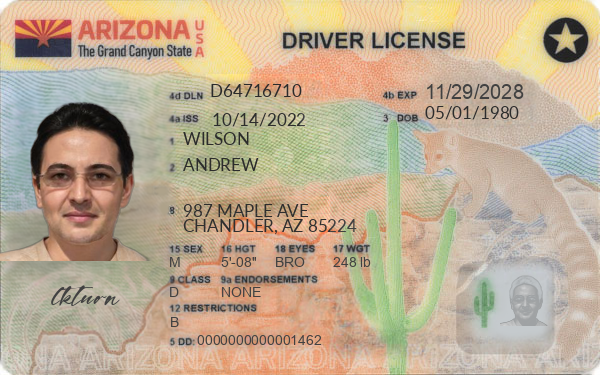 ARIZONA USA
The Grand Canyon State
DRIVER LICENSE
4d DLN D64716710
4b EXP 11/29/2028
4a ISS 10/14/2022
3 DOB 05/01/1980
1 WILSON
2 ANDREW
8 987 MAPLE AVE
CHANDLER, AZ 85224
15 SEX 16 HGT 18 EYES 17 WGT
M 5'-08" BRO 248 lb
9 CLASS 9a ENDORSEMENTS
D NONE
12 RESTRICTIONS
B
5 DD: 0000000000001462
ARIZONA ARIZONA ARIZONA ARIZONA